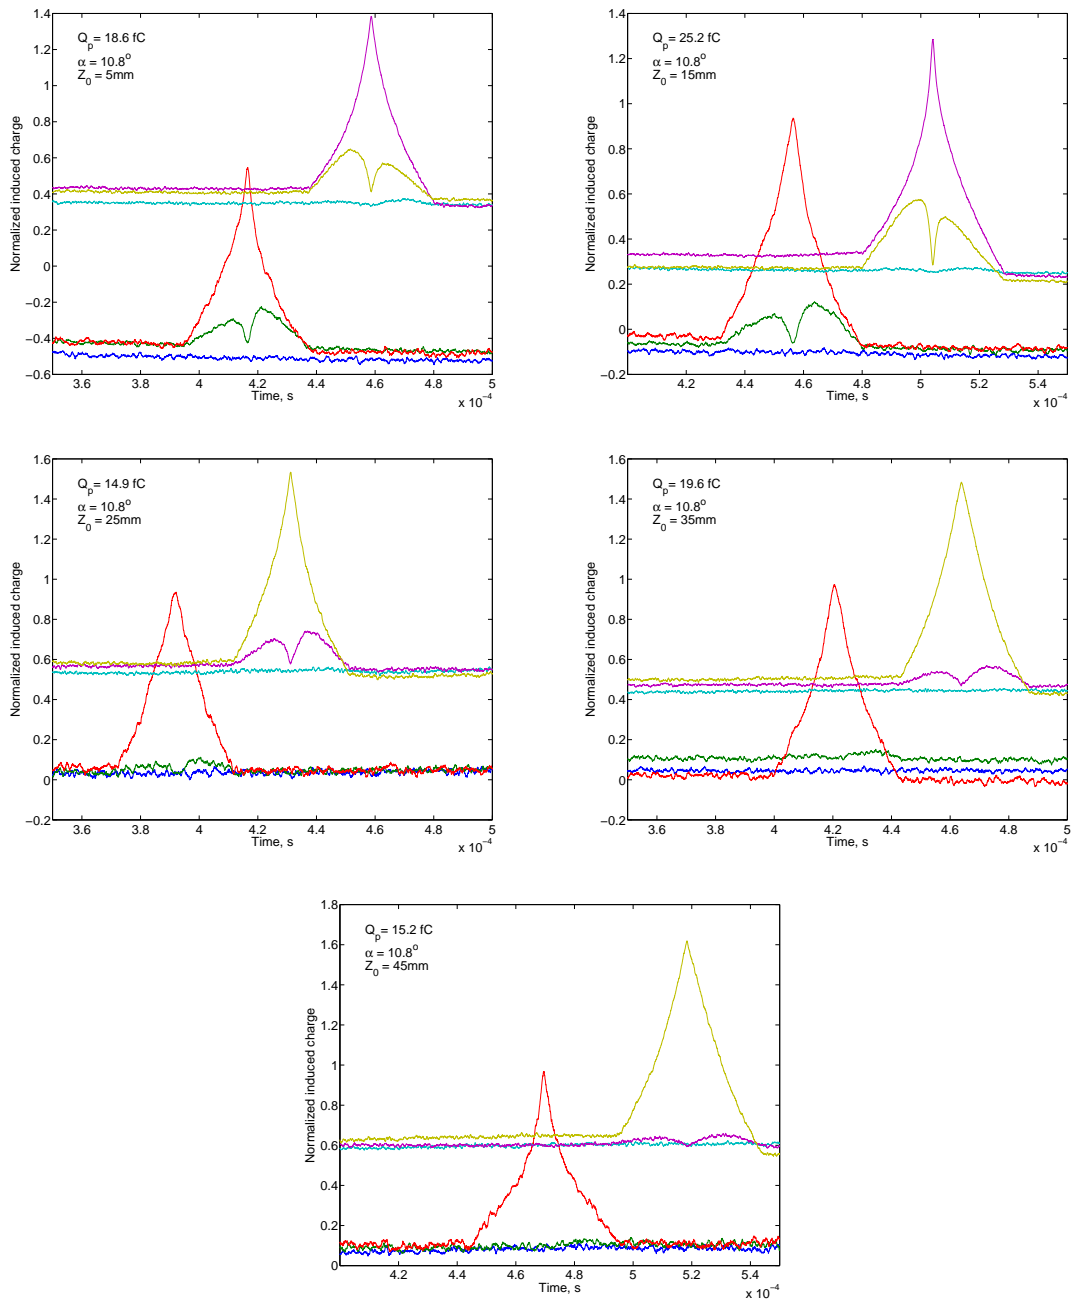 Q_p = 18.6 fC
α = 10.8°
Z_0 = 5mm
Normalized induced charge
1.4
1.2
1
0.8
0.6
0.4
0.2
0
−0.2
−0.4
−0.6
3.6 3.8 4 4.2 4.4 4.6 4.8 5
Time, s
x 10⁻⁴
Q_p = 25.2 fC
α = 10.8°
Z_0 = 15mm
Normalized induced charge
1.4
1.2
1
0.8
0.6
0.4
0.2
0
−0.2
4.2 4.4 4.6 4.8 5 5.2 5.4
Time, s
x 10⁻⁴
Q_p = 14.9 fC
α = 10.8°
Z_0 = 25mm
Normalized induced charge
1.6
1.4
1.2
1
0.8
0.6
0.4
0.2
0
−0.2
3.6 3.8 4 4.2 4.4 4.6 4.8 5
Time, s
x 10⁻⁴
Q_p = 19.6 fC
α = 10.8°
Z_0 = 35mm
Normalized induced charge
1.6
1.4
1.2
1
0.8
0.6
0.4
0.2
0
−0.2
3.6 3.8 4 4.2 4.4 4.6 4.8 5
Time, s
x 10⁻⁴
Q_p = 15.2 fC
α = 10.8°
Z_0 = 45mm
Normalized induced charge
1.8
1.6
1.4
1.2
1
0.8
0.6
0.4
0.2
0
4.2 4.4 4.6 4.8 5 5.2 5.4
Time, s
x 10⁻⁴